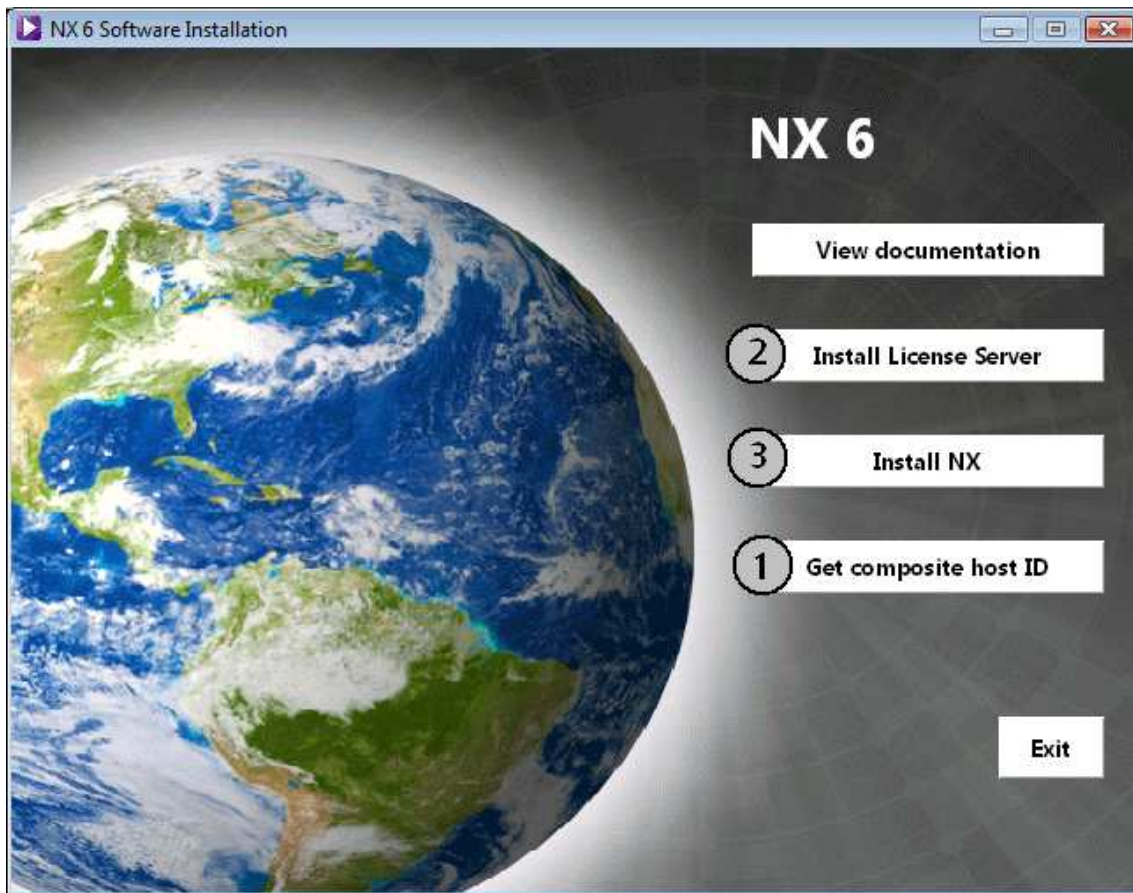 NX 6 Software Installation
NX 6
View documentation
2 Install License Server
3 Install NX
1 Get composite host ID
Exit